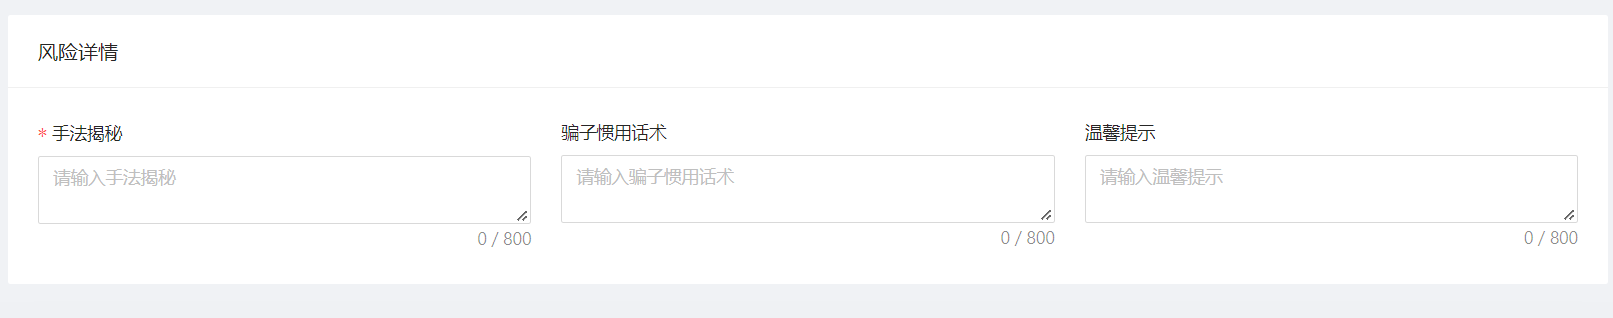 风险详情
* 手法揭秘
请输入手法揭秘
0 / 800
骗子惯用话术
请输入骗子惯用话术
0 / 800
温馨提示
请输入温馨提示
0 / 800